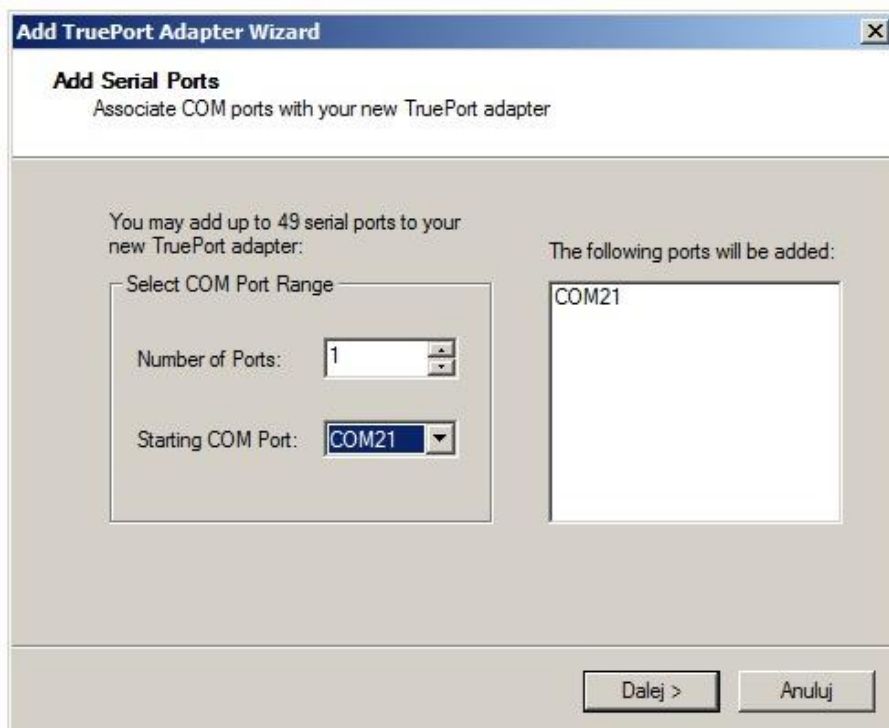 Add TruePort Adapter Wizard
Add Serial Ports
Associate COM ports with your new TruePort adapter
You may add up to 49 serial ports to your
new TruePort adapter:
Select COM Port Range
Number of Ports: 1
Starting COM Port: COM21
The following ports will be added:
COM21
Dalej >
Anuluj